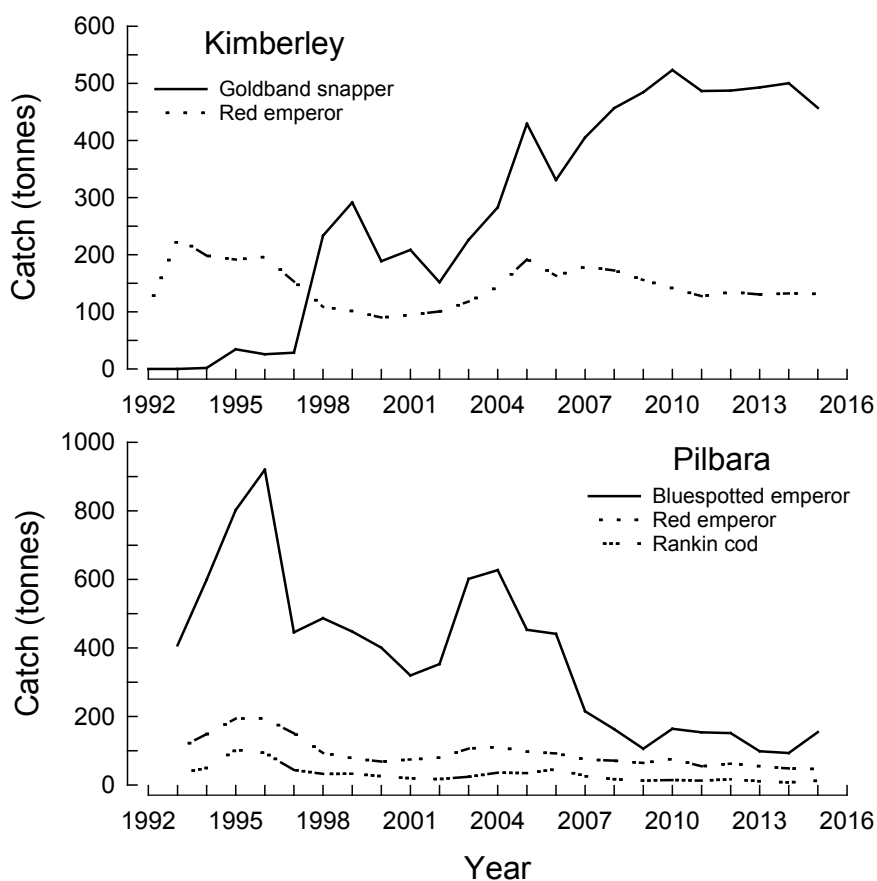 Kimberley
Goldband snapper
Red emperor
Catch (tonnes)
600
500
400
300
200
100
0
1992 1995 1998 2001 2004 2007 2010 2013 2016
Pilbara
Bluespotted emperor
Red emperor
Rankin cod
Catch (tonnes)
1000
800
600
400
200
0
1992 1995 1998 2001 2004 2007 2010 2013 2016
Year